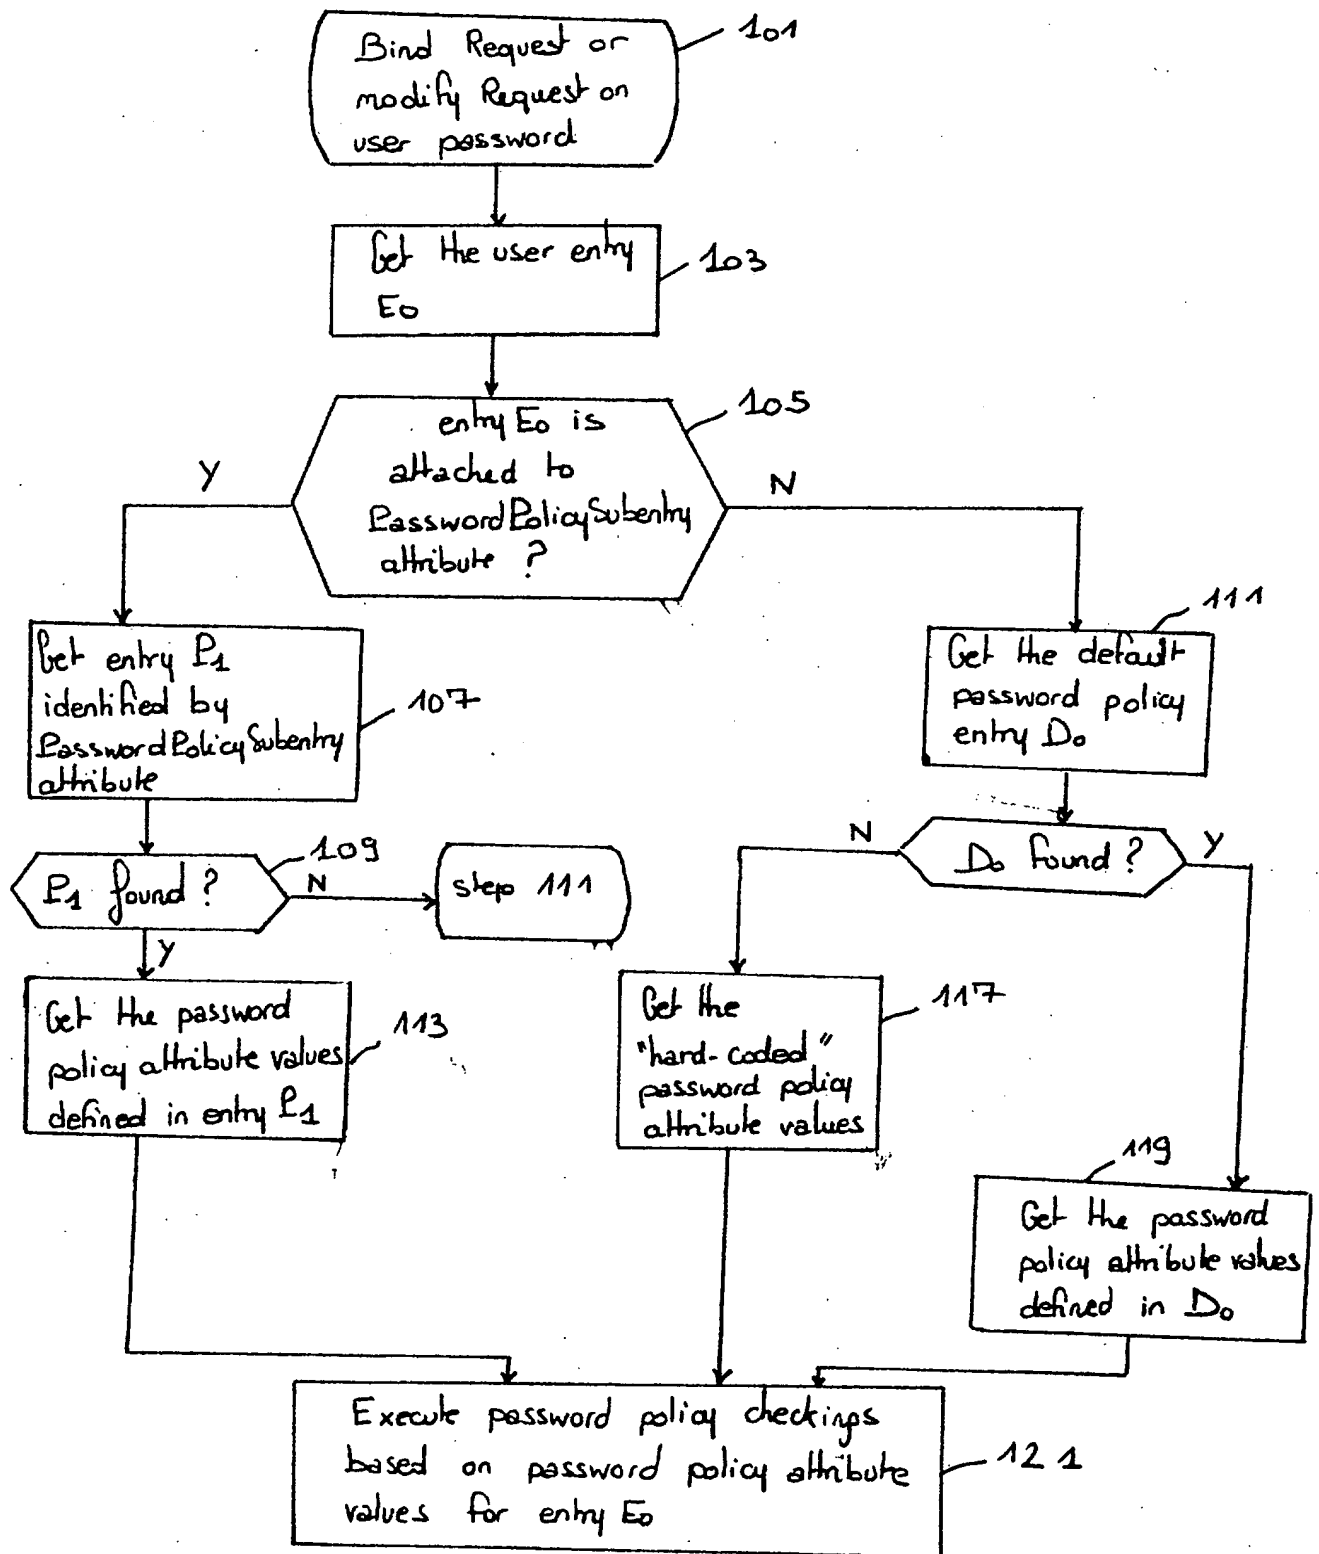 Bind Request or
modify Request on
user password
101
Get the user entry
E0
103
entry E0 is
attached to
PasswordPolicySubentry
attribute ?
105
Y
N
Get entry P1
identified by
PasswordPolicySubentry
attribute
107
Get the default
password policy
entry D0
111
P1 found ?
109
N
Y
step 111
D0 found ?
N
Y
Get the password
policy attribute values
defined in entry P1
113
Get the
"hard-coded"
password policy
attribute values
117
Get the password
policy attribute values
defined in D0
119
Execute password policy checkings
based on password policy attribute
values for entry E0
121